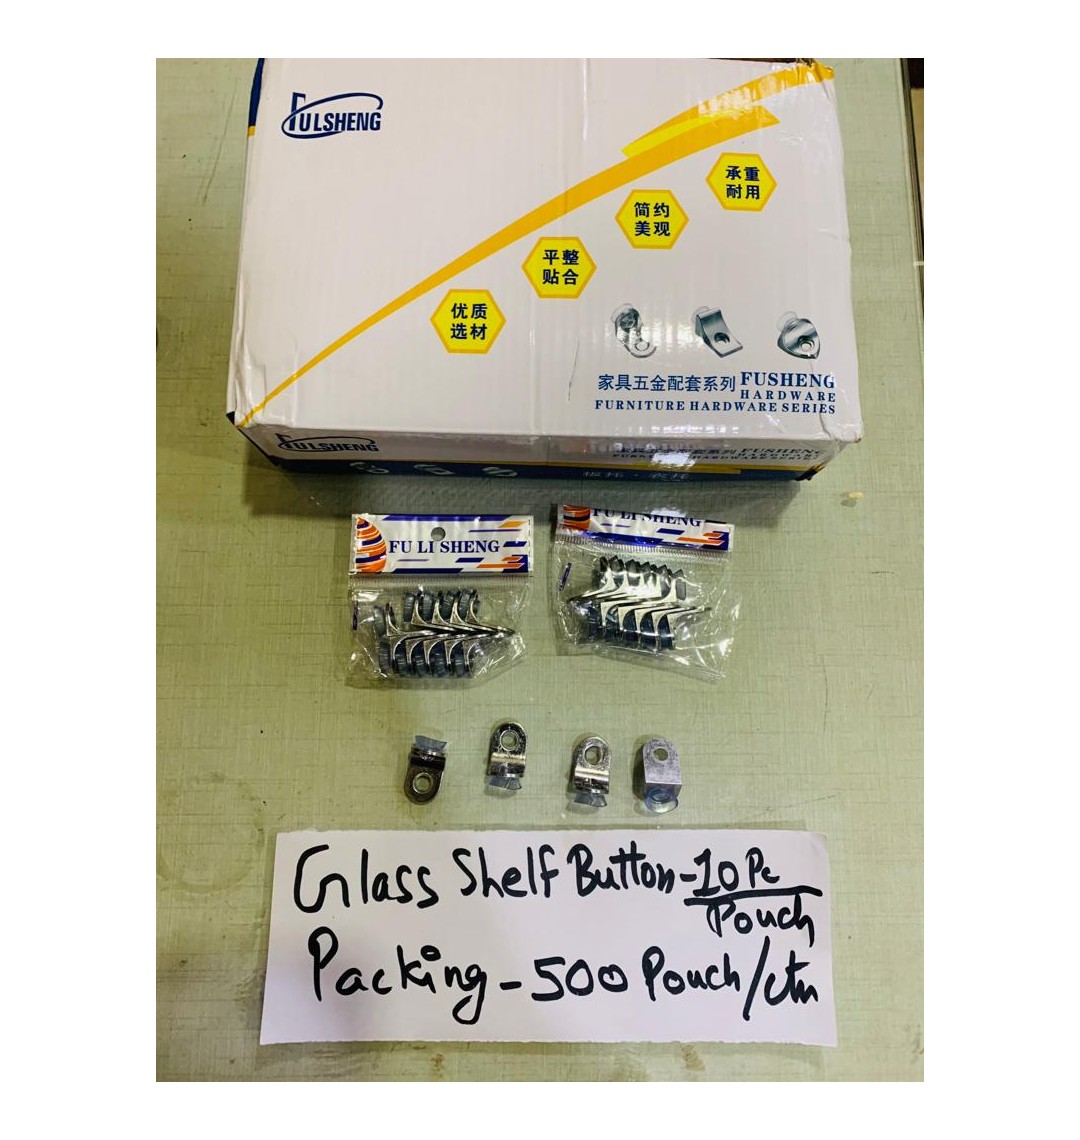 FULSHENG
承重
耐用
简约
美观
平整
贴合
优质
选材
家具五金配套系列 FUSHENG
HARDWARE
FURNITURE HARDWARE SERIES
FULSHENG
FUSHENG
FU LI SHENG
FU LI SHENG
Glass Shelf Button-10 Pc
Pouch
Packing-500 Pouch/ctn